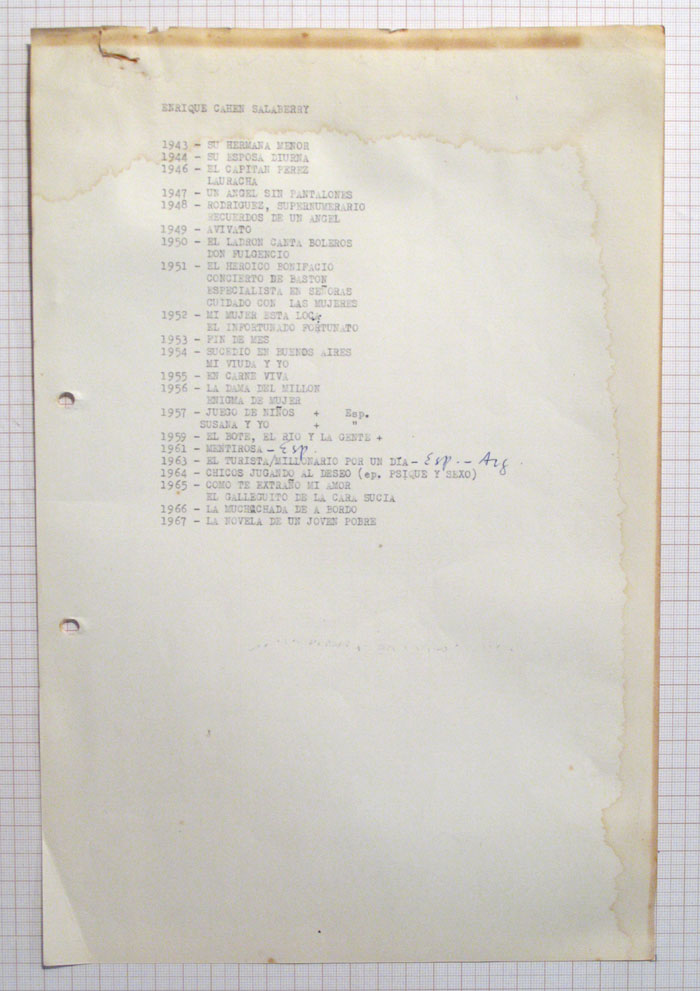 ENRIQUE CAHEN SALABERRY
1943 - SU HERMANA MENOR
1944 - SU ESPOSA DIURNA
1946 - EL CAPITAN PEREZ
LAURACHA
1947 - UN ANGEL SIN PANTALONES
1948 - RODRIGUEZ, SUPERNUMERARIO
RECUERDOS DE UN ANGEL
1949 - AVIVATO
1950 - EL LADRON CANTA BOLEROS
DON FULGENCIO
1951 - EL HEROICO BONIFACIO
CONCIERTO DE BASTON
ESPECIALISTA EN SEÑORAS
CUIDADO CON LAS MUJERES
1952 - MI MUJER ESTA LOCA
EL INFORTUNADO FORTUNATO
1953 - FIN DE MES
1954 - SUCEDIO EN BUENOS AIRES
MI VIUDA Y YO
1955 - EN CARNE VIVA
1956 - LA DAMA DEL MILLON
ENIGMA DE MUJER
1957 - JUEGO DE NIÑOS + Esp.
SUSANA Y YO + "
1959 - EL BOTE, EL RIO Y LA GENTE +
1961 - MENTIROSA - Esp.
1963 - EL TURISTA/MILLONARIO POR UN DÍA - Esp. - Arg
1964 - CHICOS JUGANDO AL DESEO (ep. PSIQUE Y SEXO)
1965 - COMO TE EXTRAÑO MI AMOR
EL GALLEGUITO DE LA CARA SUCIA
1966 - LA MUCHACHADA DE A BORDO
1967 - LA NOVELA DE UN JOVEN POBRE